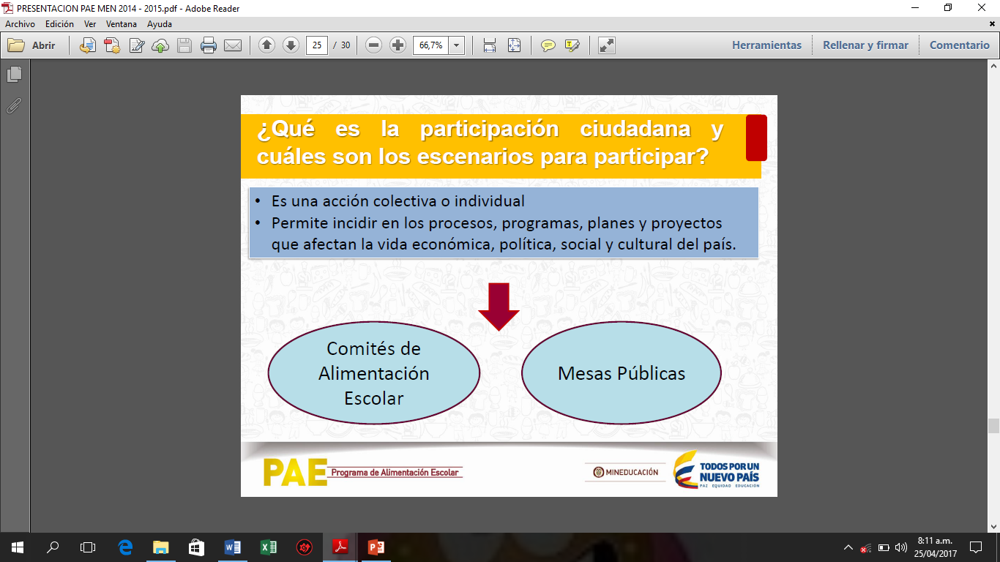 PRESENTACION PAE MEN 2014 - 2015.pdf - Adobe Reader
Archivo Edición Ver Ventana Ayuda
Abrir 25 / 30 66,7% Herramientas Rellenar y firmar Comentario
¿Qué es la participación ciudadana y
cuáles son los escenarios para participar?
• Es una acción colectiva o individual
• Permite incidir en los procesos, programas, planes y proyectos
que afectan la vida económica, política, social y cultural del país.
Comités de
Alimentación
Escolar
Mesas Públicas
PAE Programa de Alimentación Escolar
MINEDUCACIÓN
TODOS POR UN
NUEVO PAÍS
PAZ EQUIDAD EDUCACIÓN
8:11 a.m.
25/04/2017